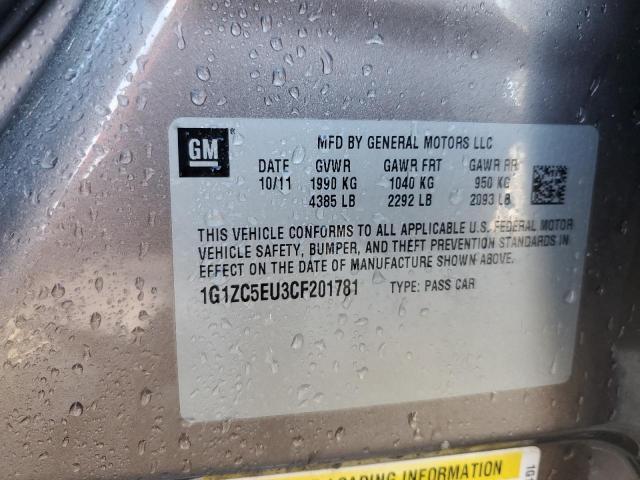 GM
MFD BY GENERAL MOTORS LLC
DATE GVWR GAWR FRT GAWR RR
10/11 1990 KG 1040 KG 950 KG
4385 LB 2292 LB 2093 LB
THIS VEHICLE CONFORMS TO ALL APPLICABLE U.S. FEDERAL MOTOR
VEHICLE SAFETY, BUMPER, AND THEFT PREVENTION STANDARDS IN
EFFECT ON THE DATE OF MANUFACTURE SHOWN ABOVE.
1G1ZC5EU3CF201781 TYPE: PASS CAR
LOADING INFORMATION